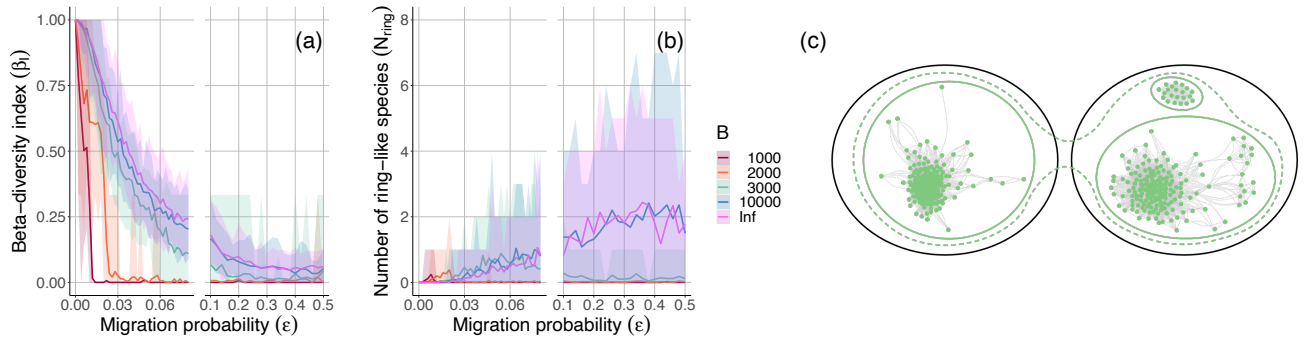 (a)
Beta−diversity index (βI)
1.00
0.75
0.50
0.25
0.00
0.00 0.03 0.06 0.1 0.2 0.3 0.4 0.5
Migration probability (ε)
(b)
Number of ring−like species (Nring)
8
6
4
2
0
0.00 0.03 0.06 0.1 0.2 0.3 0.4 0.5
Migration probability (ε)
B
1000
2000
3000
10000
Inf
(c)